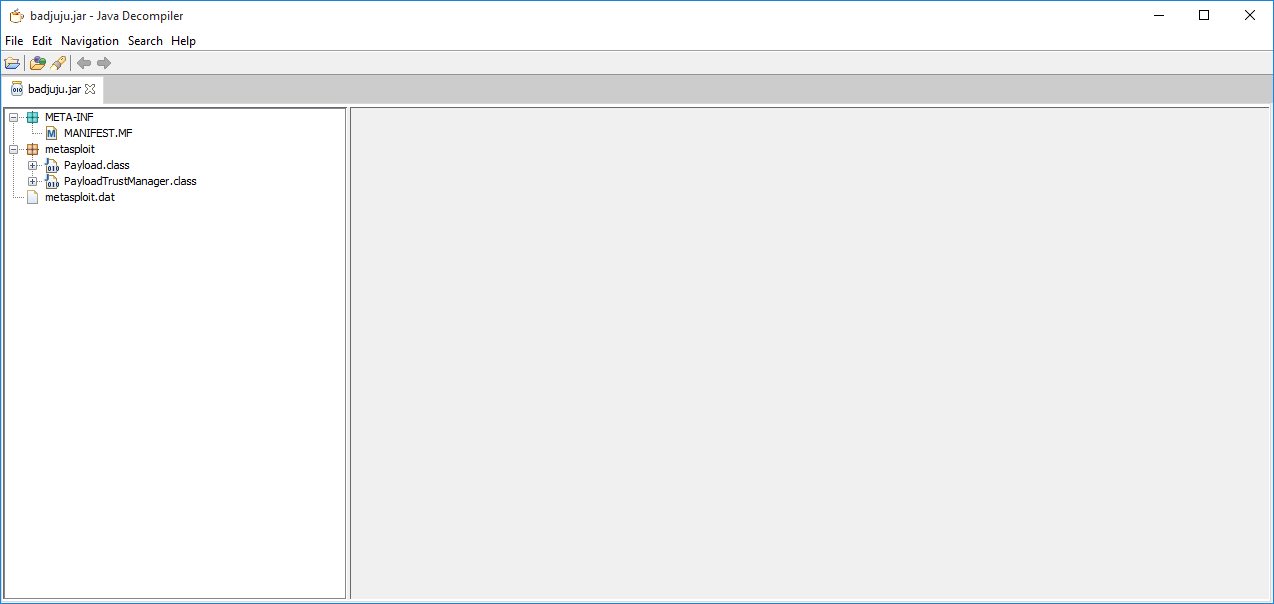 badjuju.jar - Java Decompiler
File Edit Navigation Search Help
badjuju.jar
META-INF
MANIFEST.MF
metasploit
Payload.class
PayloadTrustManager.class
metasploit.dat